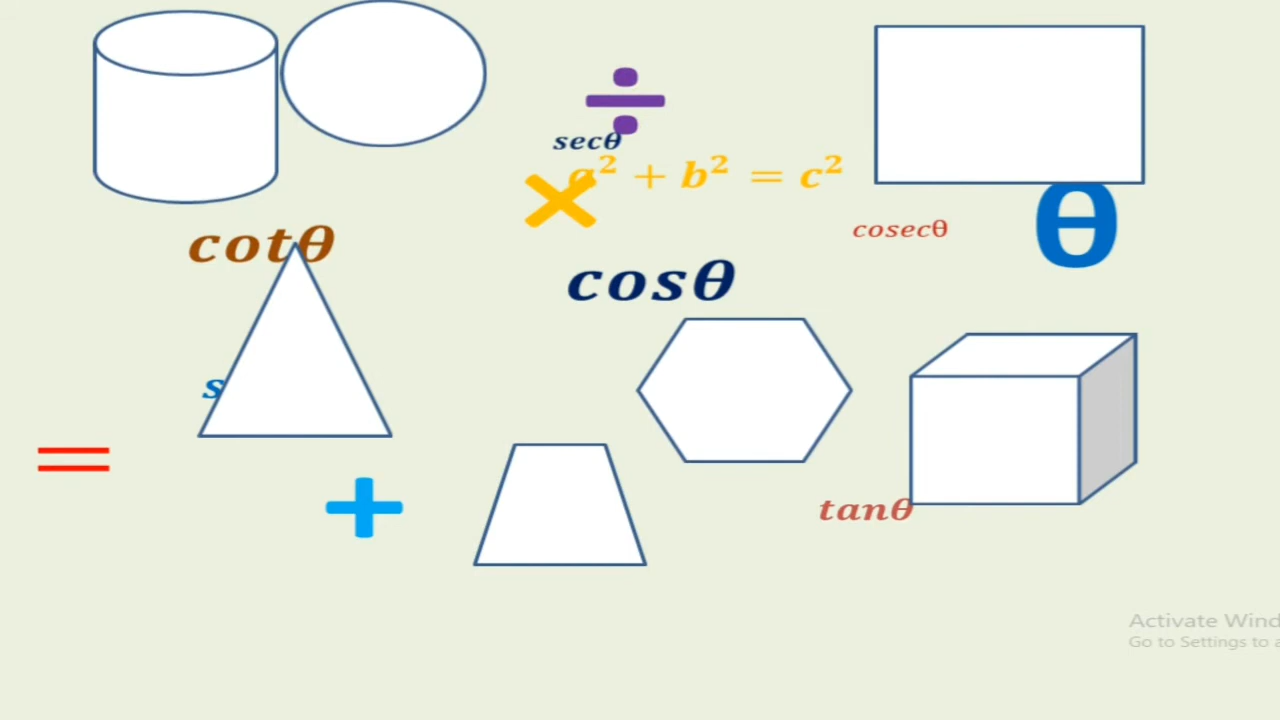 ÷
secθ
a² + b² = c²
×
cosecθ
θ
cotθ
cosθ
s
=
+
tanθ
Activate Wind
Go to Settings to a